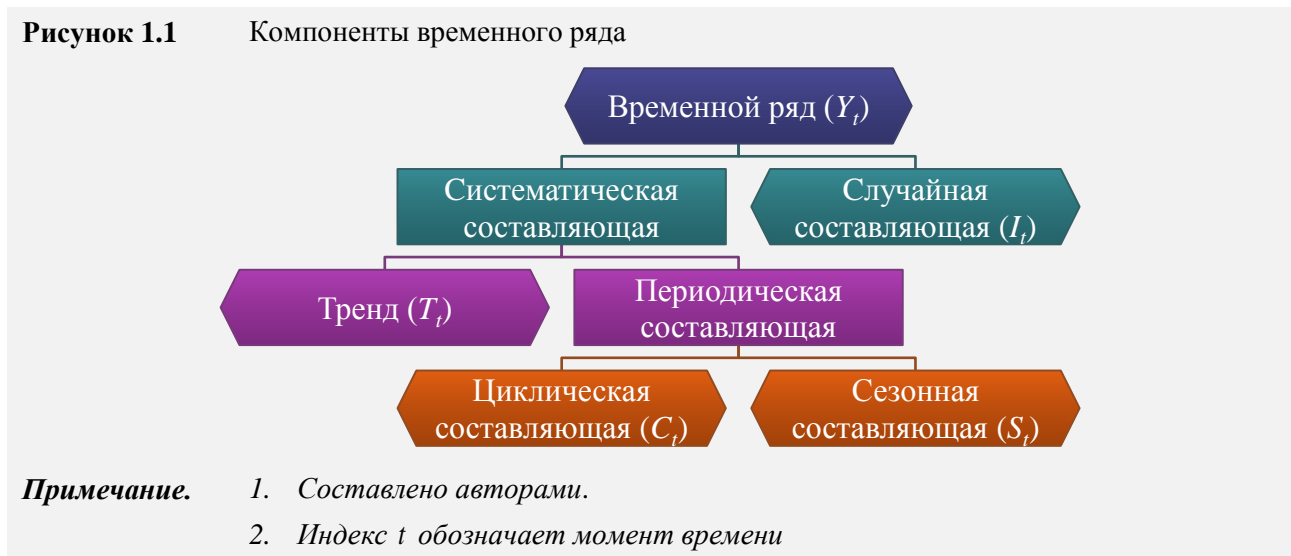 Рисунок 1.1 Компоненты временного ряда
Временной ряд (Yt)
Систематическая
составляющая
Случайная
составляющая (It)
Тренд (Tt)
Периодическая
составляющая
Циклическая
составляющая (Ct)
Сезонная
составляющая (St)
Примечание. 1. Составлено авторами.
2. Индекс t обозначает момент времени